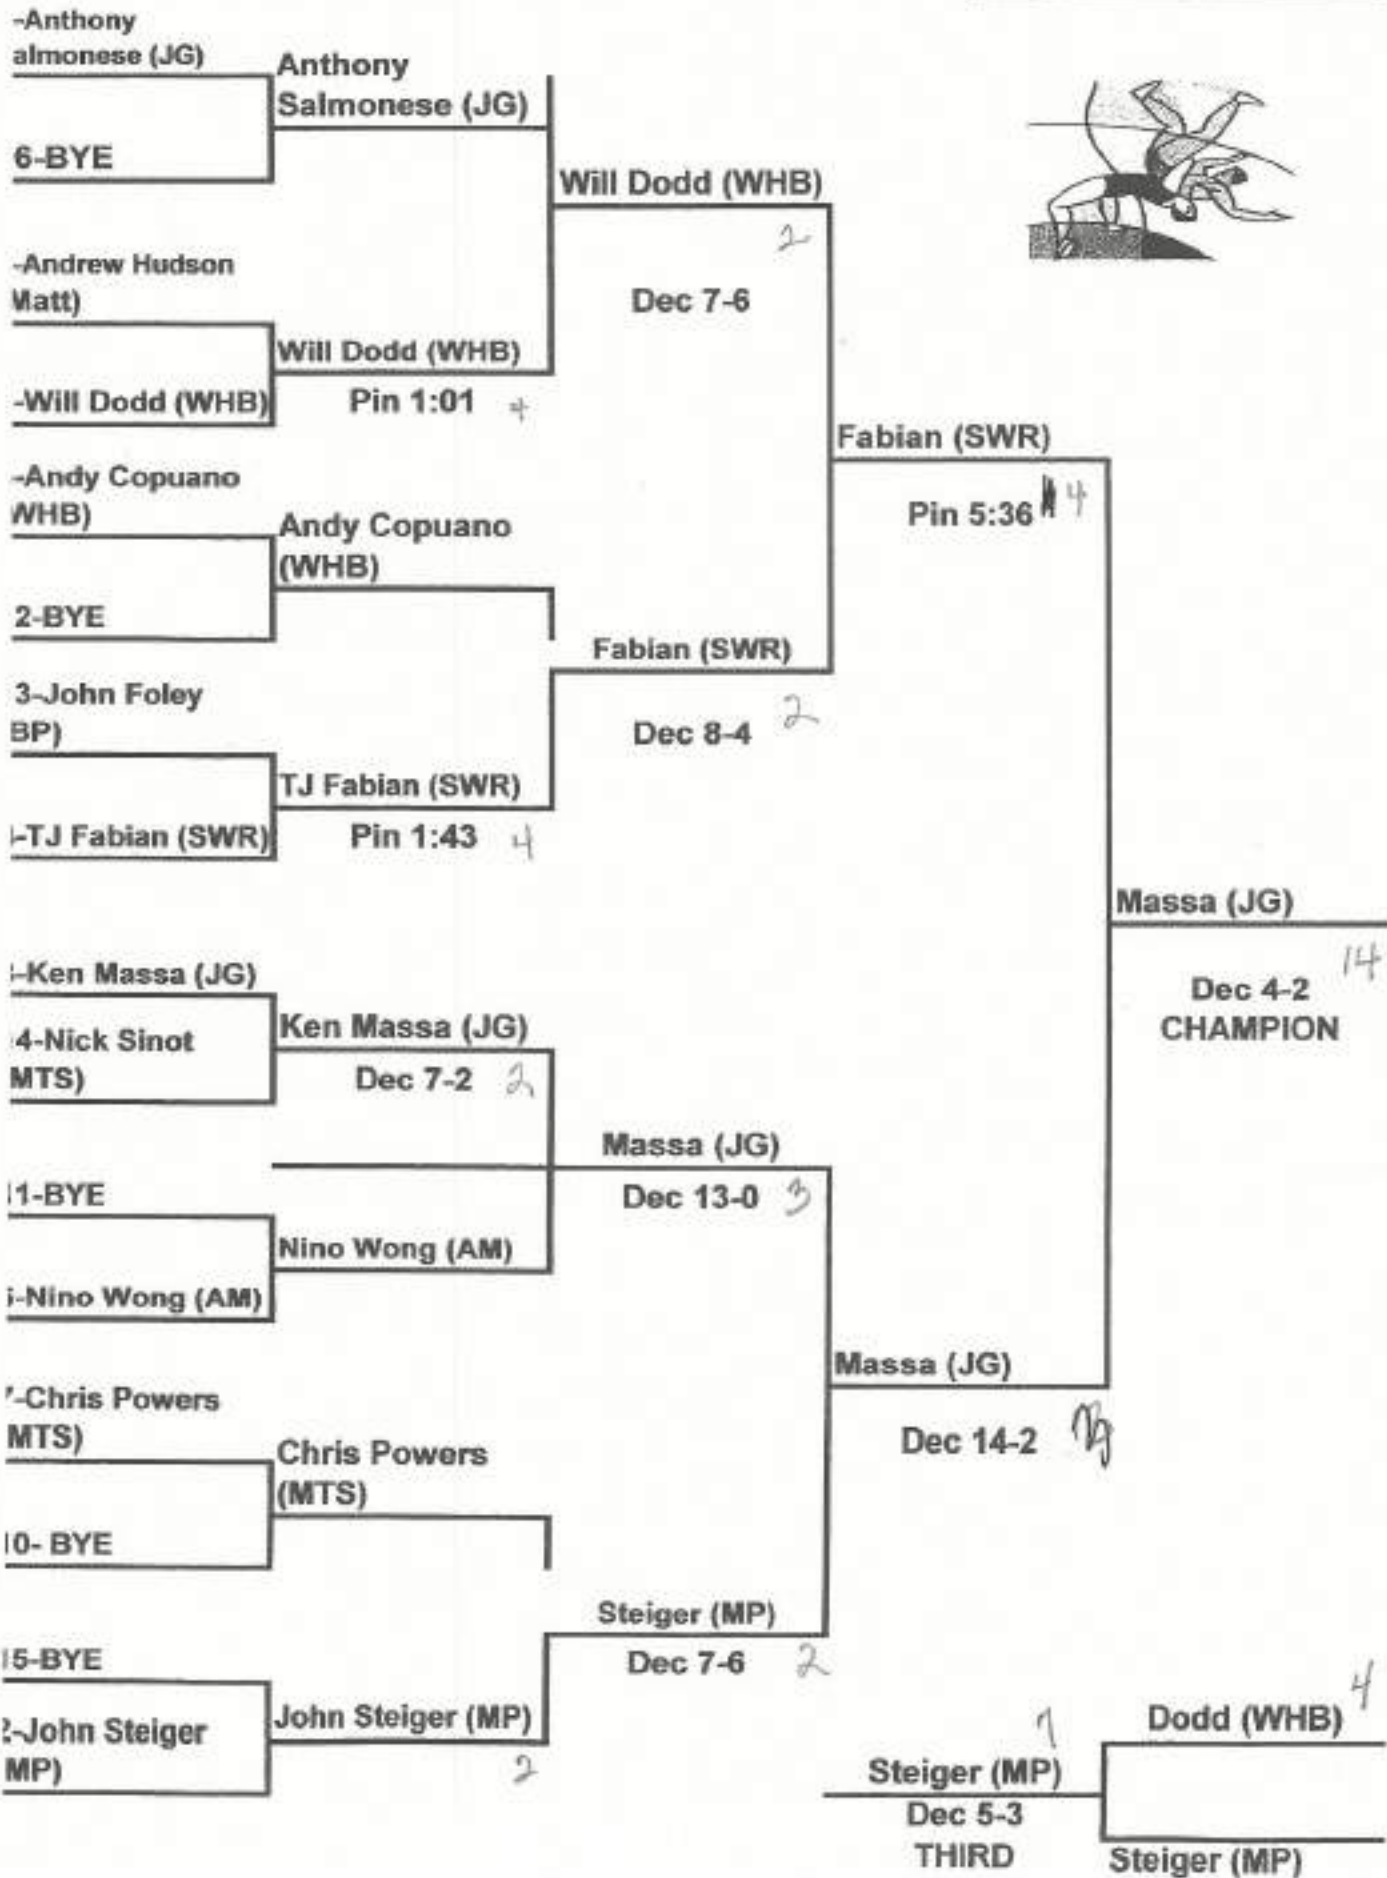 -Anthony
almonese (JG)
6-BYE
-Andrew Hudson
Matt)
-Will Dodd (WHB)
-Andy Copuano
WHB)
2-BYE
3-John Foley
BP)
-TJ Fabian (SWR)
-Ken Massa (JG)
4-Nick Sinot
MTS)
11-BYE
-Nino Wong (AM)
7-Chris Powers
MTS)
10- BYE
15-BYE
2-John Steiger
MP)
Anthony
Salmonese (JG)
Will Dodd (WHB)
Pin 1:01 4
Andy Copuano
(WHB)
TJ Fabian (SWR)
Pin 1:43 4
Ken Massa (JG)
Dec 7-2 2
Nino Wong (AM)
Chris Powers
(MTS)
John Steiger (MP)
2
Will Dodd (WHB)
2
Dec 7-6
Fabian (SWR)
Dec 8-4 2
Massa (JG)
Dec 13-0 3
Steiger (MP)
Dec 7-6 2
Fabian (SWR)
Pin 5:36 4
Massa (JG)
Dec 14-2
Massa (JG)
14
Dec 4-2
CHAMPION
Dodd (WHB) 4
7
Steiger (MP)
Dec 5-3
THIRD
Steiger (MP)